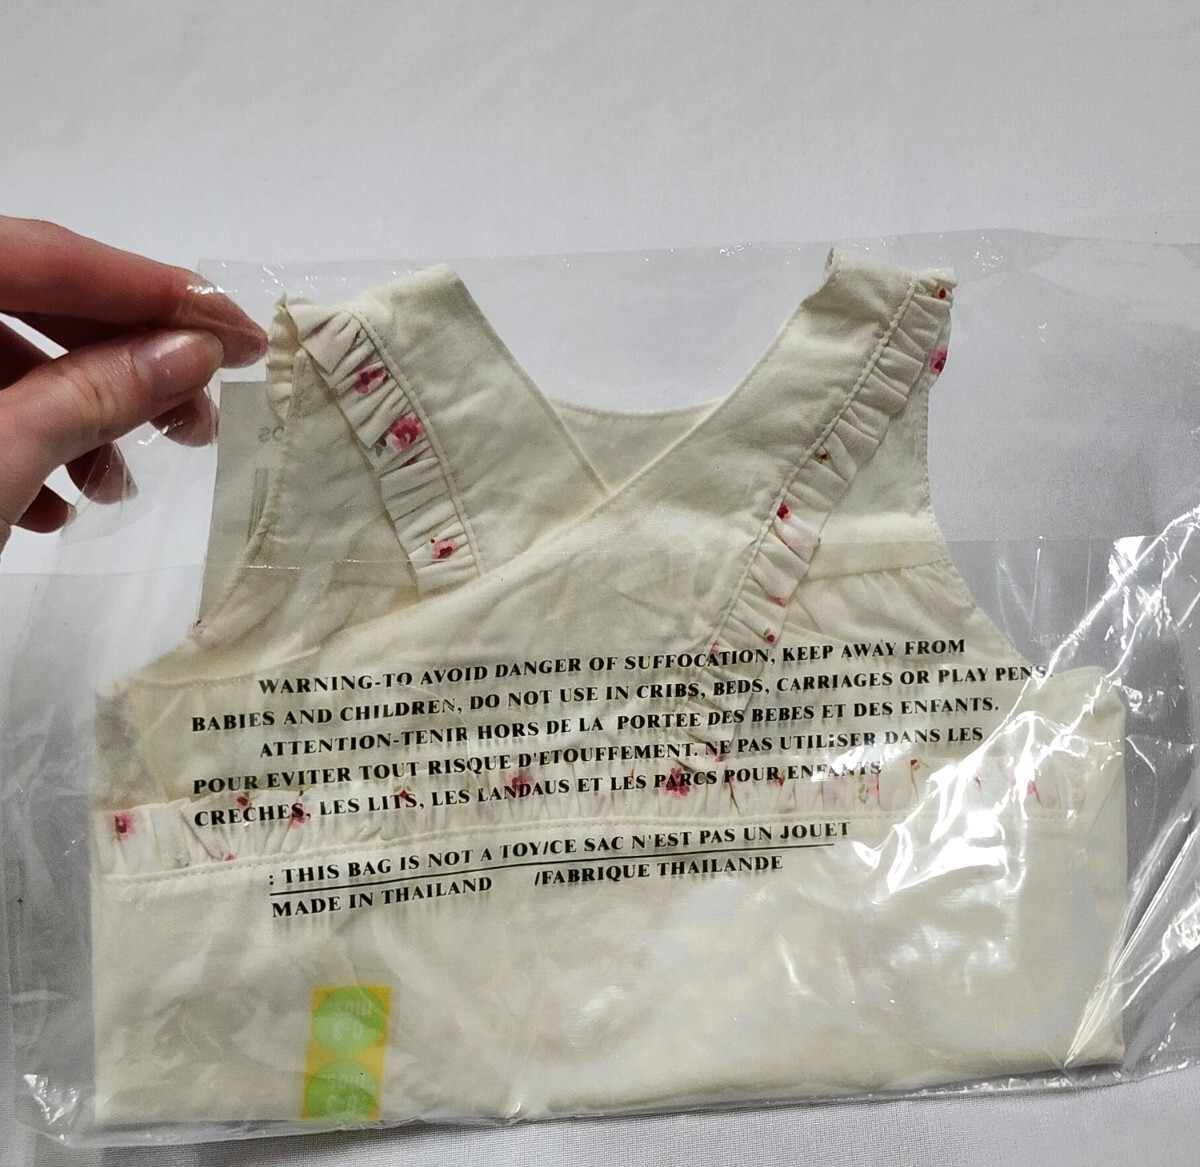 WARNING-TO AVOID DANGER OF SUFFOCATION, KEEP AWAY FROM
BABIES AND CHILDREN, DO NOT USE IN CRIBS, BEDS, CARRIAGES OR PLAY PENS.
ATTENTION-TENIR HORS DE LA PORTEE DES BEBES ET DES ENFANTS.
POUR EVITER TOUT RISQUE D'ETOUFFEMENT. NE PAS UTILISER DANS LES
CRECHES, LES LITS, LES LANDAUS ET LES PARCS POUR ENFANTS
: THIS BAG IS NOT A TOY/CE SAC N'EST PAS UN JOUET
MADE IN THAILAND /FABRIQUE THAILANDE